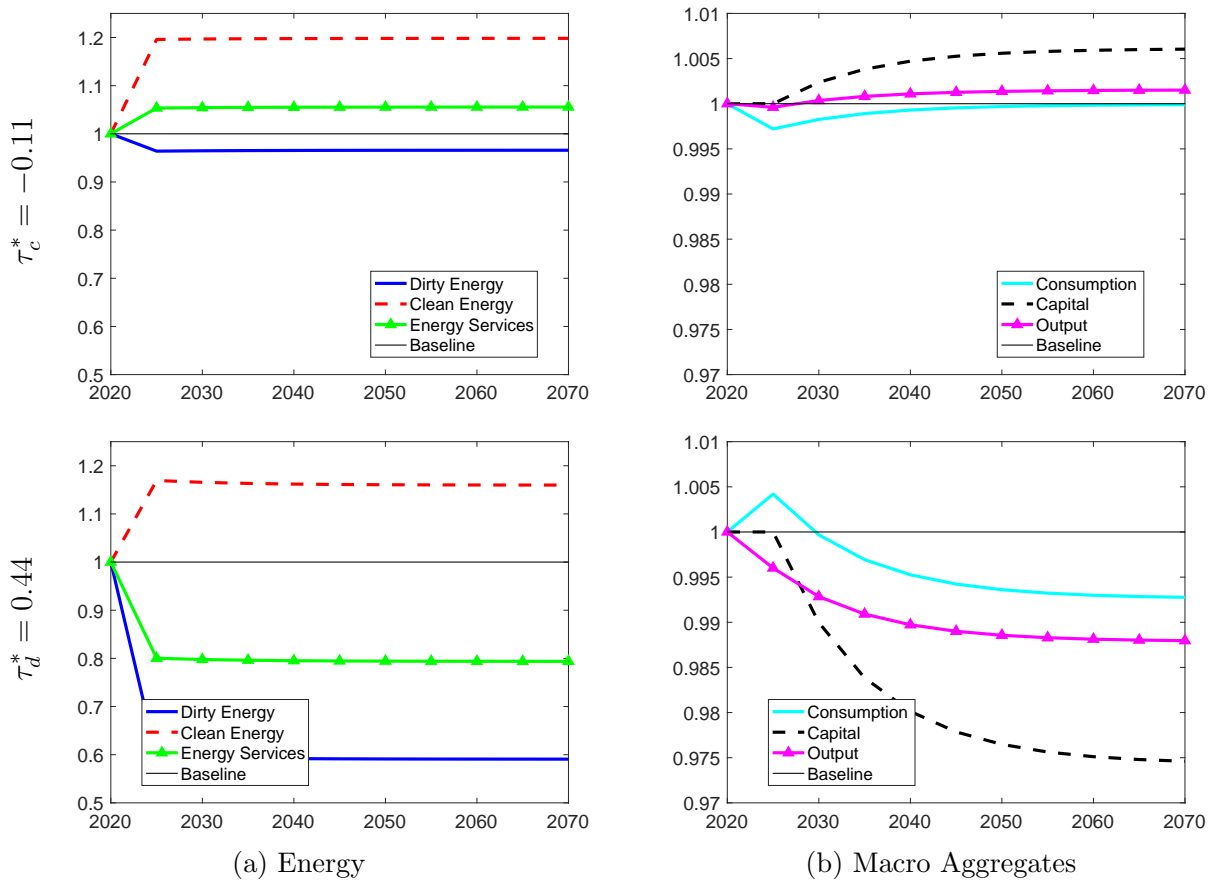 τ*c = −0.11
1.2
1.1
1
0.9
0.8
0.7
0.6
0.5
Dirty Energy
Clean Energy
Energy Services
Baseline
2020 2030 2040 2050 2060 2070
1.01
1.005
1
0.995
0.99
0.985
0.98
0.975
0.97
Consumption
Capital
Output
Baseline
2020 2030 2040 2050 2060 2070
τ*d = 0.44
1.2
1.1
1
0.9
0.8
0.7
0.6
0.5
Dirty Energy
Clean Energy
Energy Services
Baseline
2020 2030 2040 2050 2060 2070
(a) Energy
1.01
1.005
1
0.995
0.99
0.985
0.98
0.975
0.97
Consumption
Capital
Output
Baseline
2020 2030 2040 2050 2060 2070
(b) Macro Aggregates